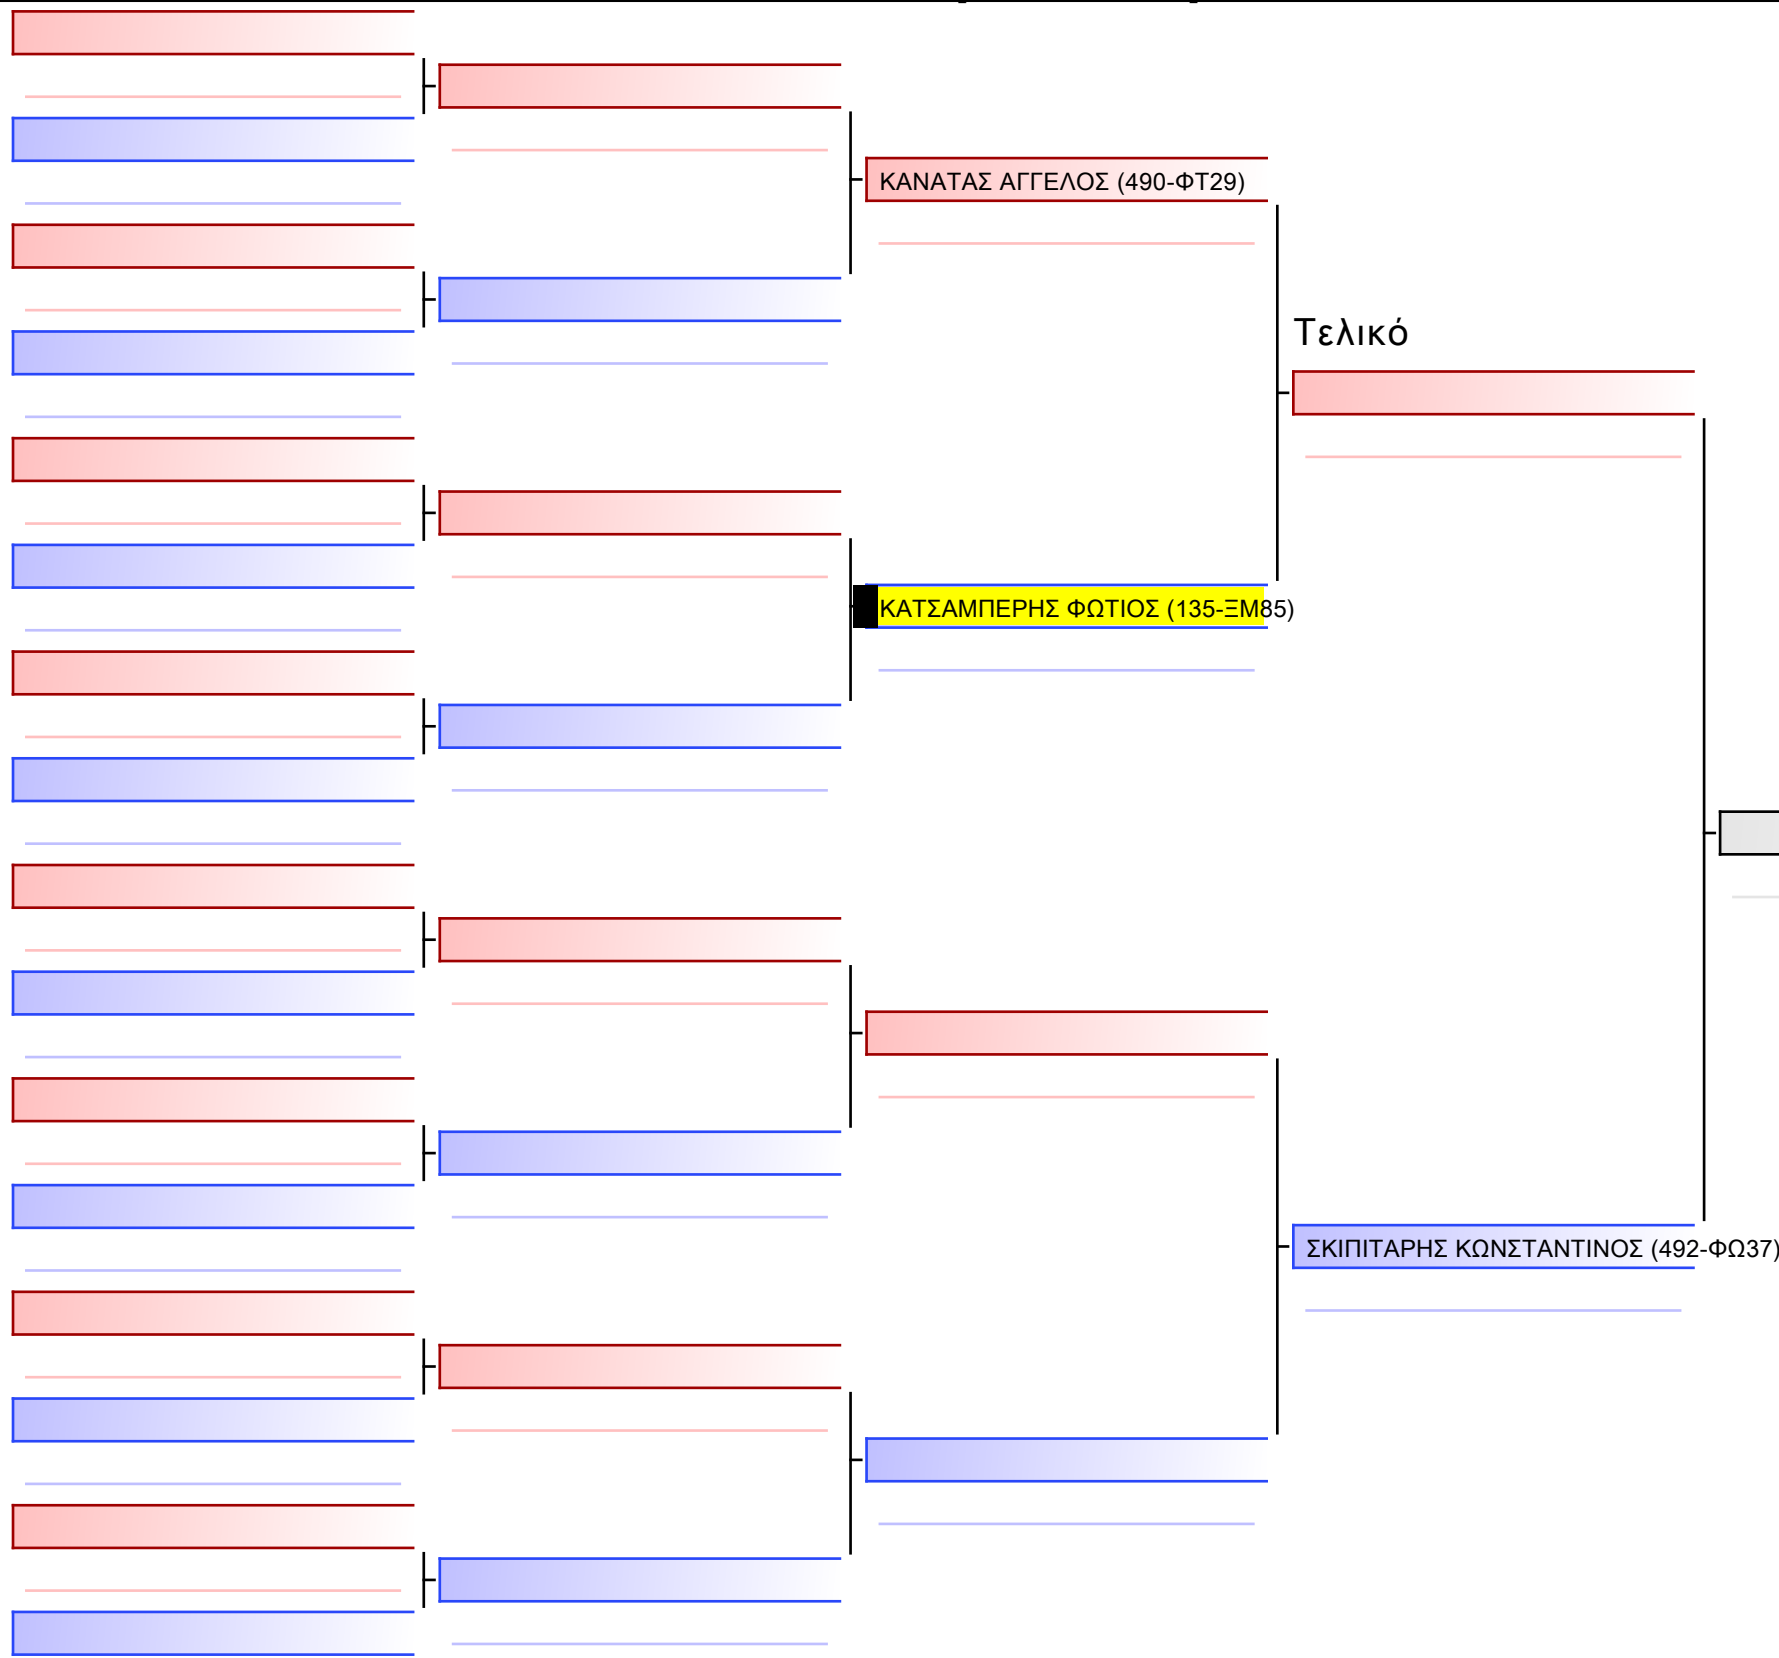 ΚΑΝΑΤΑΣ ΑΓΓΕΛΟΣ (490-ΦΤ29)
Τελικό
ΚΑΤΣΑΜΠΕΡΗΣ ΦΩΤΙΟΣ (135-ΞΜ85)
ΣΚΙΠΙΤΑΡΗΣ ΚΩΝΣΤΑΝΤΙΝΟΣ (492-ΦΩ37)